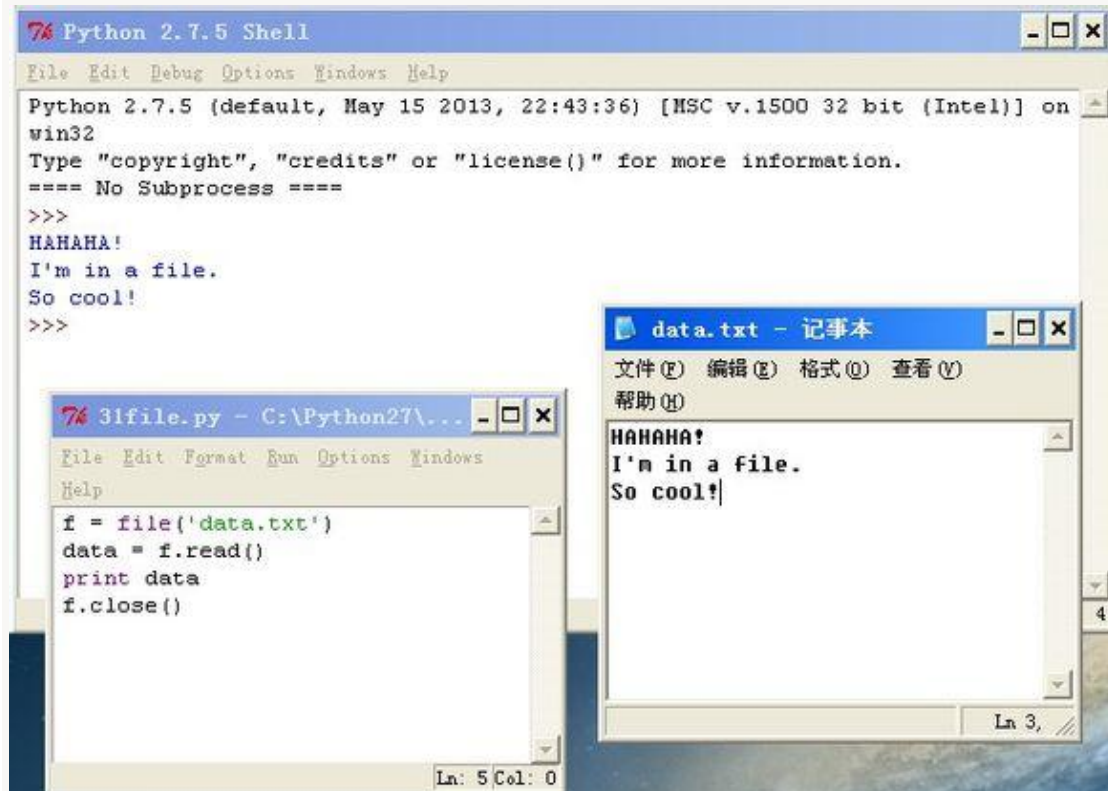 Python 2.7.5 Shell
File Edit Debug Options Windows Help
Python 2.7.5 (default, May 15 2013, 22:43:36) [MSC v.1500 32 bit (Intel)] on
win32
Type "copyright", "credits" or "license()" for more information.
==== No Subprocess ====
>>>
HAHAHA!
I'm in a file.
So cool!
>>>
4
31file.py - C:\Python27\...
File Edit Format Run Options Windows
Help
f = file('data.txt')
data = f.read()
print data
f.close()
Ln: 5 Col: 0
data.txt - 记事本
文件(F) 编辑(E) 格式(O) 查看(V)
帮助(H)
HAHAHA!
I'm in a file.
So cool!
Ln 3,